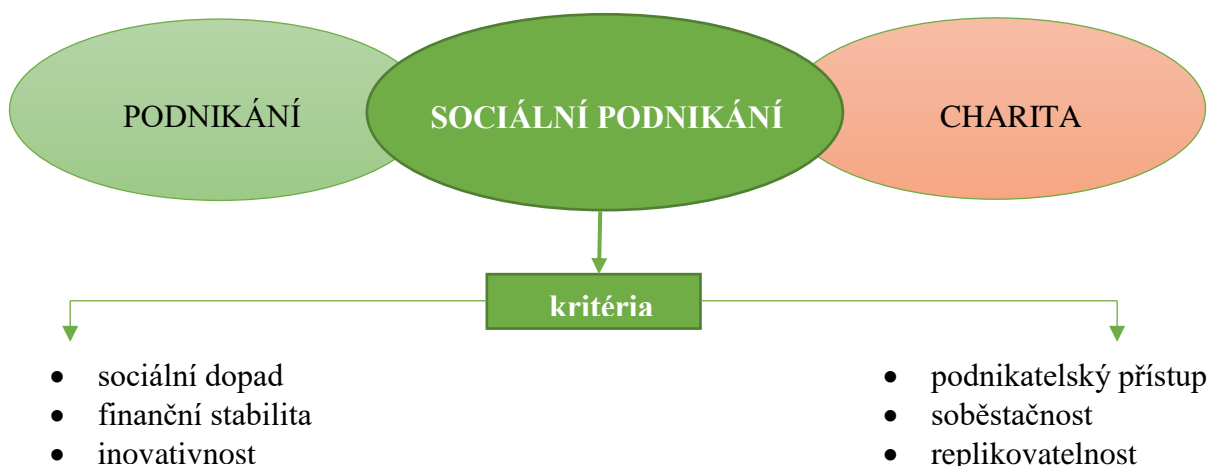 PODNIKÁNÍ
SOCIÁLNÍ PODNIKÁNÍ
CHARITA
kritéria
• sociální dopad
• finanční stabilita
• inovativnost
• podnikatelský přístup
• soběstačnost
• replikovatelnost